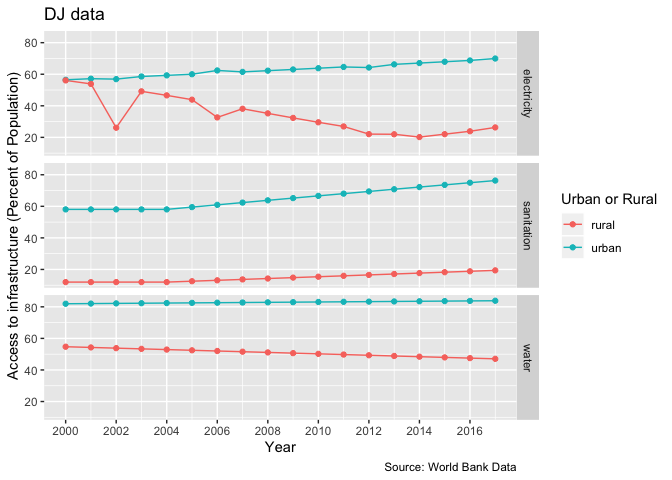 DJ data
Access to infrastructure (Percent of Population)
80
60
40
20
electricity
80
60
40
20
sanitation
80
60
40
20
water
2000 2002 2004 2006 2008 2010 2012 2014 2016
Year
Urban or Rural
rural
urban
Source: World Bank Data